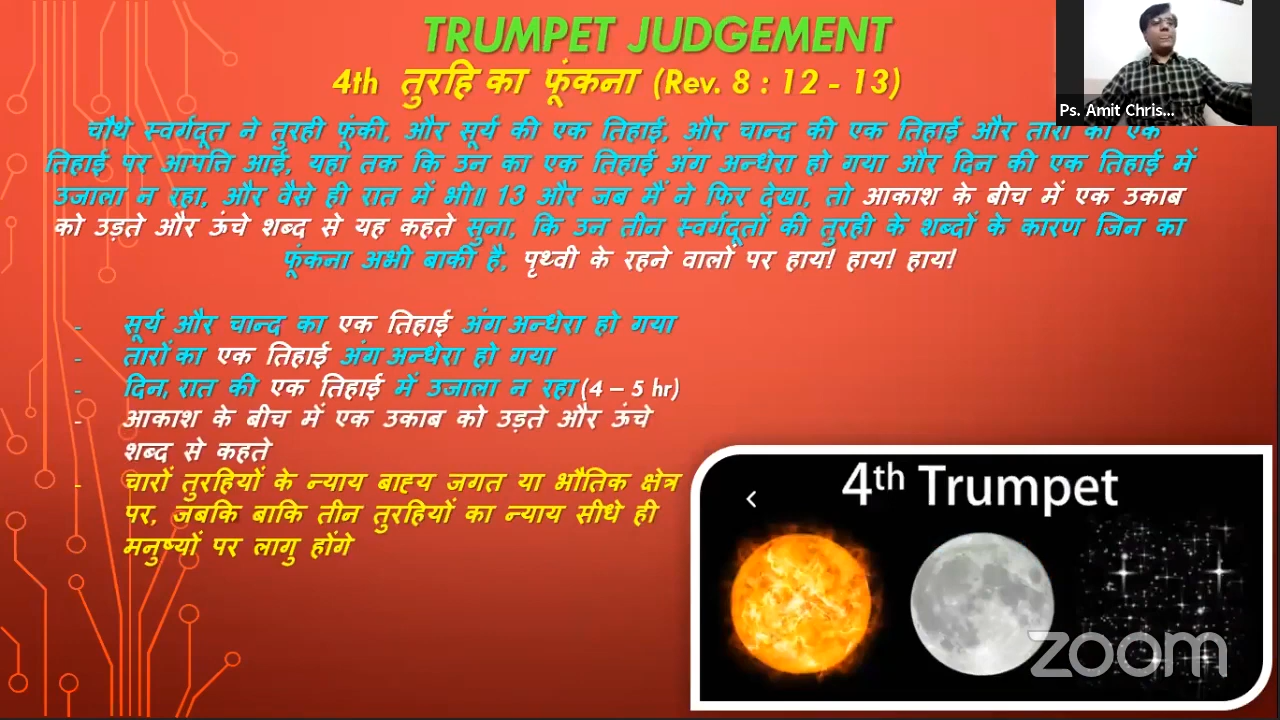 TRUMPET JUDGEMENT
4th तुरहि का फूंकना (Rev. 8 : 12 - 13)
चौथे स्वर्गदूत ने तुरही फूंकी, और सूर्य की एक तिहाई, और चान्द की एक तिहाई और तारों की एक
तिहाई पर आपत्ति आई, यहां तक कि उन का एक तिहाई अंग अन्धेरा हो गया और दिन की एक तिहाई में
उजाला न रहा, और वैसे ही रात में भी॥ 13 और जब मैं ने फिर देखा, तो आकाश के बीच में एक उकाब
को उड़ते और ऊंचे शब्द से यह कहते सुना, कि उन तीन स्वर्गदूतों की तुरही के शब्दों के कारण जिन का
फूंकना अभी बाकी है, पृथ्वी के रहने वालों पर हाय! हाय! हाय!
- सूर्य और चान्द का एक तिहाई अंग अन्धेरा हो गया
- तारों का एक तिहाई अंग अन्धेरा हो गया
- दिन, रात की एक तिहाई में उजाला न रहा (4 – 5 hr)
- आकाश के बीच में एक उकाब को उड़ते और ऊंचे
शब्द से कहते
- चारों तुरहियों के न्याय बाह्य जगत या भौतिक क्षेत्र
पर, जबकि बाकि तीन तुरहियों का न्याय सीधे ही
मनुष्यों पर लागु होंगे
Ps. Amit Chris...
4th Trumpet
zoom